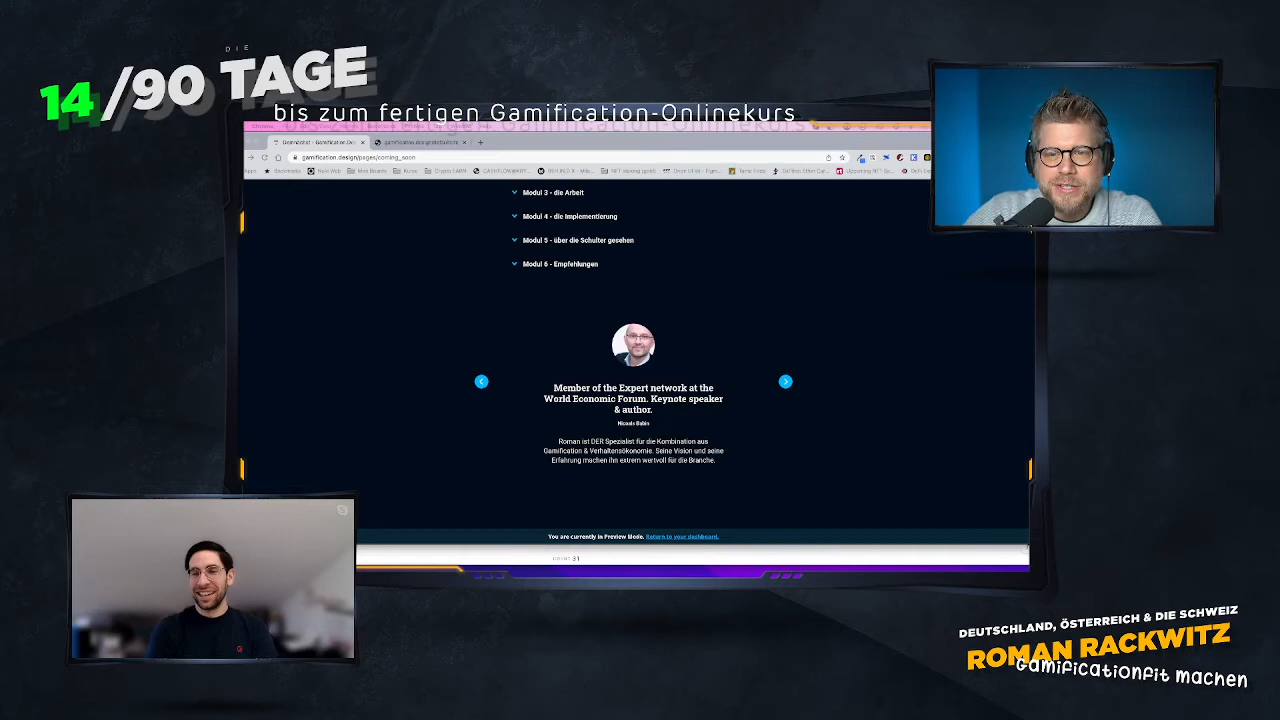 DIE
14/90 TAGE
bis zum fertigen Gamification-Onlinekurs
Chrome
gamification.design/pages/coming_soon
Bookmarks
Modul 3 - die Arbeit
Modul 4 - die Implementierung
Modul 5 - über die Schulter gesehen
Modul 6 - Empfehlungen
Member of the Expert network at the
World Economic Forum. Keynote speaker
& author.
Roman ist DER Spezialist für die Kombination aus
Gamification & Verhaltensökonomie. Seine Vision und seine
Erfahrung machen ihn extrem wertvoll für die Branche.
You are currently in Preview Mode. Return to your dashboard.
COUNT 31
DEUTSCHLAND, ÖSTERREICH & DIE SCHWEIZ
ROMAN RACKWITZ
Gamificationfit machen